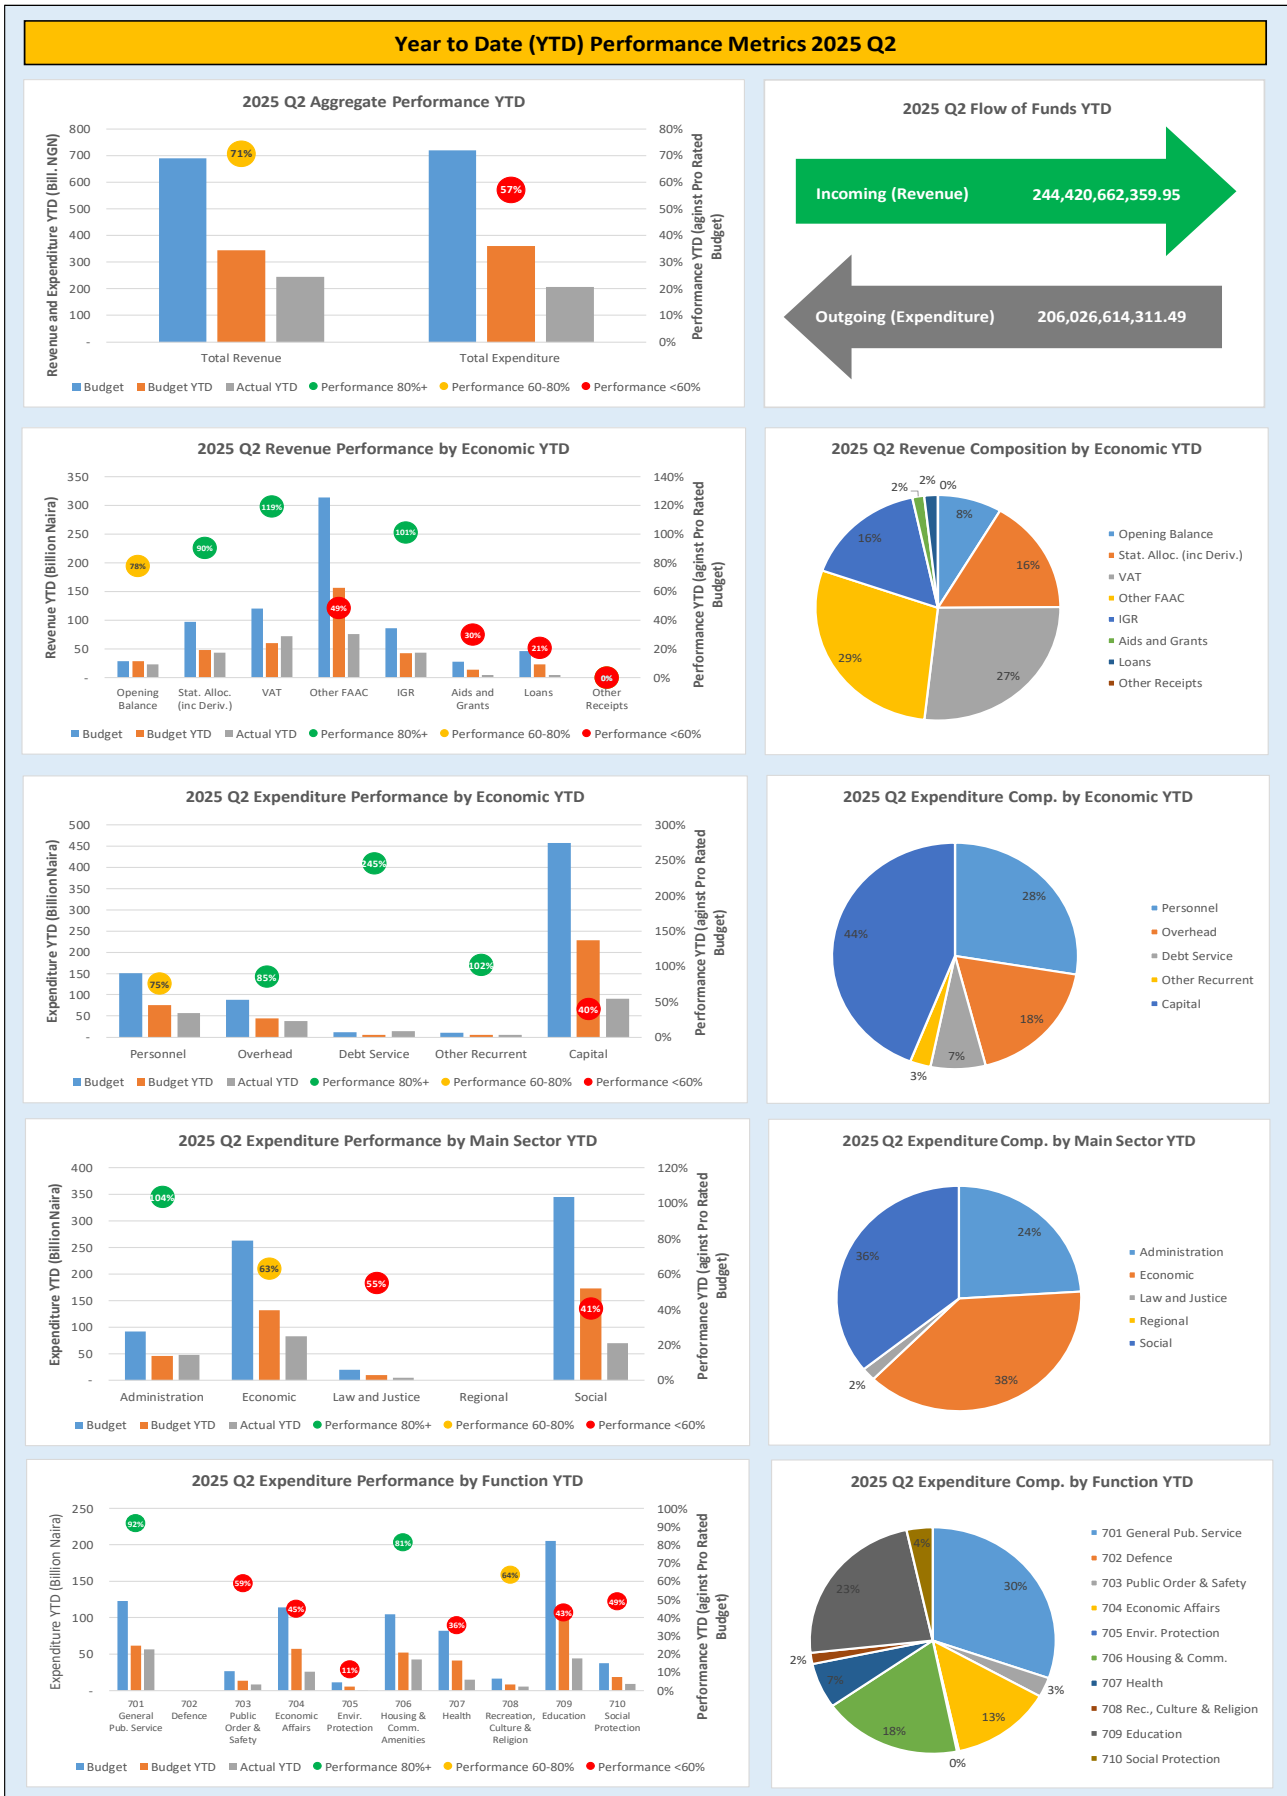 Year to Date (YTD) Performance Metrics 2025 Q2
2025 Q2 Aggregate Performance YTD
Revenue and Expenditure YTD (Bill. NGN)
800
700
600
500
400
300
200
100
-
71%
57%
80%
70%
60%
50%
40%
30%
20%
10%
0%
Performance YTD (aginst Pro Rated
Budget)
Total Revenue
Total Expenditure
Budget
Budget YTD
Actual YTD
Performance 80%+
Performance 60-80%
Performance <60%
2025 Q2 Flow of Funds YTD
Incoming (Revenue) 244,420,662,359.95
Outgoing (Expenditure) 206,026,614,311.49
2025 Q2 Revenue Performance by Economic YTD
Revenue YTD (Billion Naira)
350
300
250
200
150
100
50
-
78%
90%
119%
49%
101%
30%
21%
0%
140%
120%
100%
80%
60%
40%
20%
0%
Performance YTD (aginst Pro Rated
Budget)
Opening
Balance
Stat. Alloc.
(inc Deriv.)
VAT
Other FAAC
IGR
Aids and
Grants
Loans
Other
Receipts
Budget
Budget YTD
Actual YTD
Performance 80%+
Performance 60-80%
Performance <60%
2025 Q2 Revenue Composition by Economic YTD
2%
2%
0%
8%
16%
16%
29%
27%
Opening Balance
Stat. Alloc. (inc Deriv.)
VAT
Other FAAC
IGR
Aids and Grants
Loans
Other Receipts
2025 Q2 Expenditure Performance by Economic YTD
Expenditure YTD (Billion Naira)
500
450
400
350
300
250
200
150
100
50
-
75%
85%
245%
102%
40%
300%
250%
200%
150%
100%
50%
0%
Performance YTD (aginst Pro Rated
Budget)
Personnel
Overhead
Debt Service
Other Recurrent
Capital
Budget
Budget YTD
Actual YTD
Performance 80%+
Performance 60-80%
Performance <60%
2025 Q2 Expenditure Comp. by Economic YTD
28%
44%
18%
7%
3%
Personnel
Overhead
Debt Service
Other Recurrent
Capital
2025 Q2 Expenditure Performance by Main Sector YTD
Expenditure YTD (Billion Naira)
400
350
300
250
200
150
100
50
-
104%
63%
55%
41%
120%
100%
80%
60%
40%
20%
0%
Performance YTD (aginst Pro Rated
Budget)
Administration
Economic
Law and Justice
Regional
Social
Budget
Budget YTD
Actual YTD
Performance 80%+
Performance 60-80%
Performance <60%
2025 Q2 Expenditure Comp. by Main Sector YTD
24%
36%
2%
38%
Administration
Economic
Law and Justice
Regional
Social
2025 Q2 Expenditure Performance by Function YTD
Expenditure YTD (Billion Naira)
250
200
150
100
50
-
92%
59%
45%
11%
81%
36%
64%
43%
49%
100%
90%
80%
70%
60%
50%
40%
30%
20%
10%
0%
Performance YTD (aginst Pro Rated
Budget)
701
General
Pub. Service
702
Defence
703
Public
Order &
Safety
704
Economic
Affairs
705
Envir.
Protection
706
Housing &
Comm.
Amenities
707
Health
708
Recreation,
Culture &
Religion
709
Education
710
Social
Protection
Budget
Budget YTD
Actual YTD
Performance 80%+
Performance 60-80%
Performance <60%
2025 Q2 Expenditure Comp. by Function YTD
4%
30%
23%
2%
7%
3%
18%
13%
0%
701 General Pub. Service
702 Defence
703 Public Order & Safety
704 Economic Affairs
705 Envir. Protection
706 Housing & Comm.
707 Health
708 Rec., Culture & Religion
709 Education
710 Social Protection